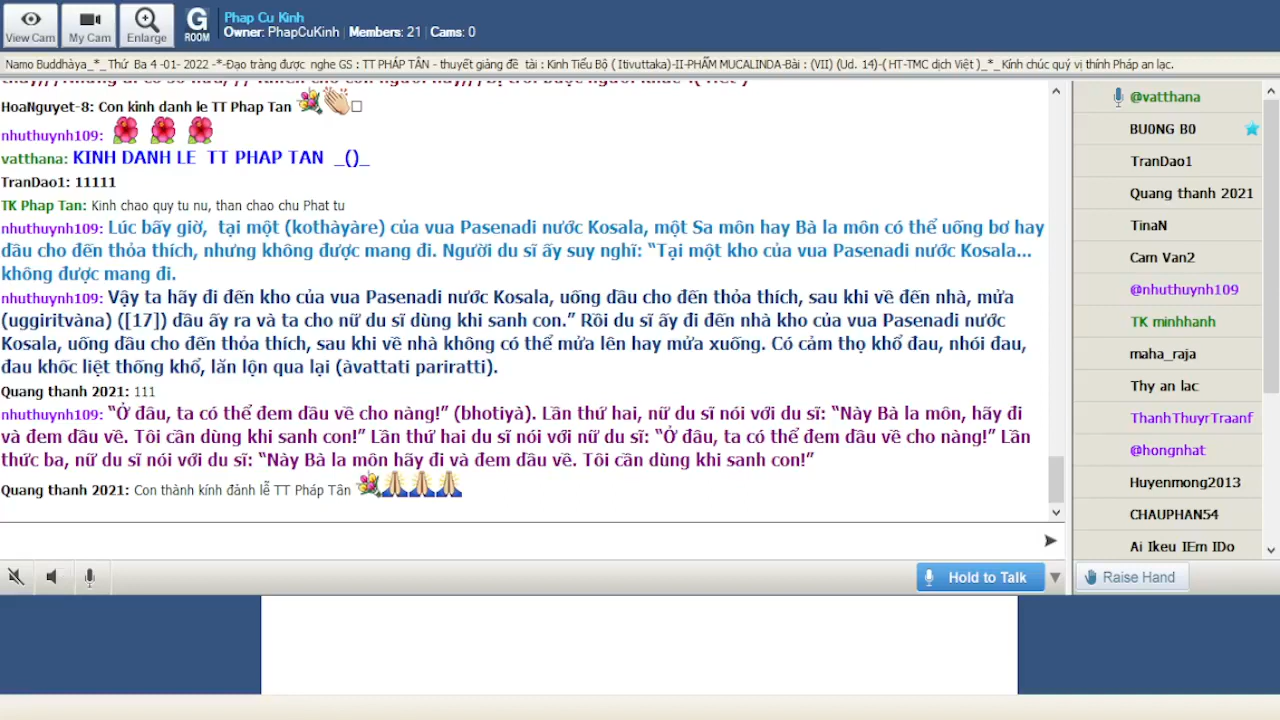 View Cam
My Cam
Enlarge
G
ROOM
Phap Cu Kinh
Owner: PhapCuKinh | Members: 21 | Cams: 0
Namo Buddhàya_*_Thứ Ba 4 -01- 2022 -*-Đạo tràng được nghe GS : TT PHÁP TÂN - thuyết giảng đề tài : Kinh Tiểu Bộ ( Itivuttaka)-II-PHẨM MUCALINDA-Bài : (VII) (Ud. 14)-( HT-TMC dịch Việt )_*_Kính chúc quý vị thính Pháp an lạc.
HoaNguyet-8: Con kinh danh le TT Phap Tan
nhuthuynh109:
vatthana: KINH DANH LE TT PHAP TAN _()_
TranDao1: 11111
TK Phap Tan: Kinh chao quy tu nu, than chao chu Phat tu
nhuthuynh109: Lúc bấy giờ, tại một (kothàyàre) của vua Pasenadi nước Kosala, một Sa môn hay Bà la môn có thể uống bơ hay
dầu cho đến thỏa thích, nhưng không được mang đi. Người du sĩ ấy suy nghĩ: “Tại một kho của vua Pasenadi nước Kosala...
không được mang đi.
nhuthuynh109: Vậy ta hãy đi đến kho của vua Pasenadi nước Kosala, uống dầu cho đến thỏa thích, sau khi về đến nhà, mửa
(uggiritvàna) ([17]) dầu ấy ra và ta cho nữ du sĩ dùng khi sanh con.” Rồi du sĩ ấy đi đến nhà kho của vua Pasenadi nước
Kosala, uống dầu cho đến thỏa thích, sau khi về nhà không có thể mửa lên hay mửa xuống. Có cảm thọ khổ đau, nhói đau,
đau khốc liệt thống khổ, lăn lộn qua lại (àvattati pariratti).
Quang thanh 2021: 111
nhuthuynh109: “Ở đâu, ta có thể đem dầu về cho nàng!” (bhotiyà). Lần thứ hai, nữ du sĩ nói với du sĩ: “Này Bà la môn, hãy đi
và đem dầu về. Tôi cần dùng khi sanh con!” Lần thứ hai du sĩ nói với nữ du sĩ: “Ở đâu, ta có thể đem dầu về cho nàng!” Lần
thức ba, nữ du sĩ nói với du sĩ: “Này Bà la môn hãy đi và đem dầu về. Tôi cần dùng khi sanh con!”
Quang thanh 2021: Con thành kính đảnh lễ TT Pháp Tân
Hold to Talk
@vatthana
BU0NG B0
TranDao1
Quang thanh 2021
TinaN
Cam Van2
@nhuthuynh109
TK minhhanh
maha_raja
Thy an lac
ThanhThuyrTraanf
@hongnhat
Huyenmong2013
CHAUPHAN54
Ai Ikeu IEm IDo
Raise Hand